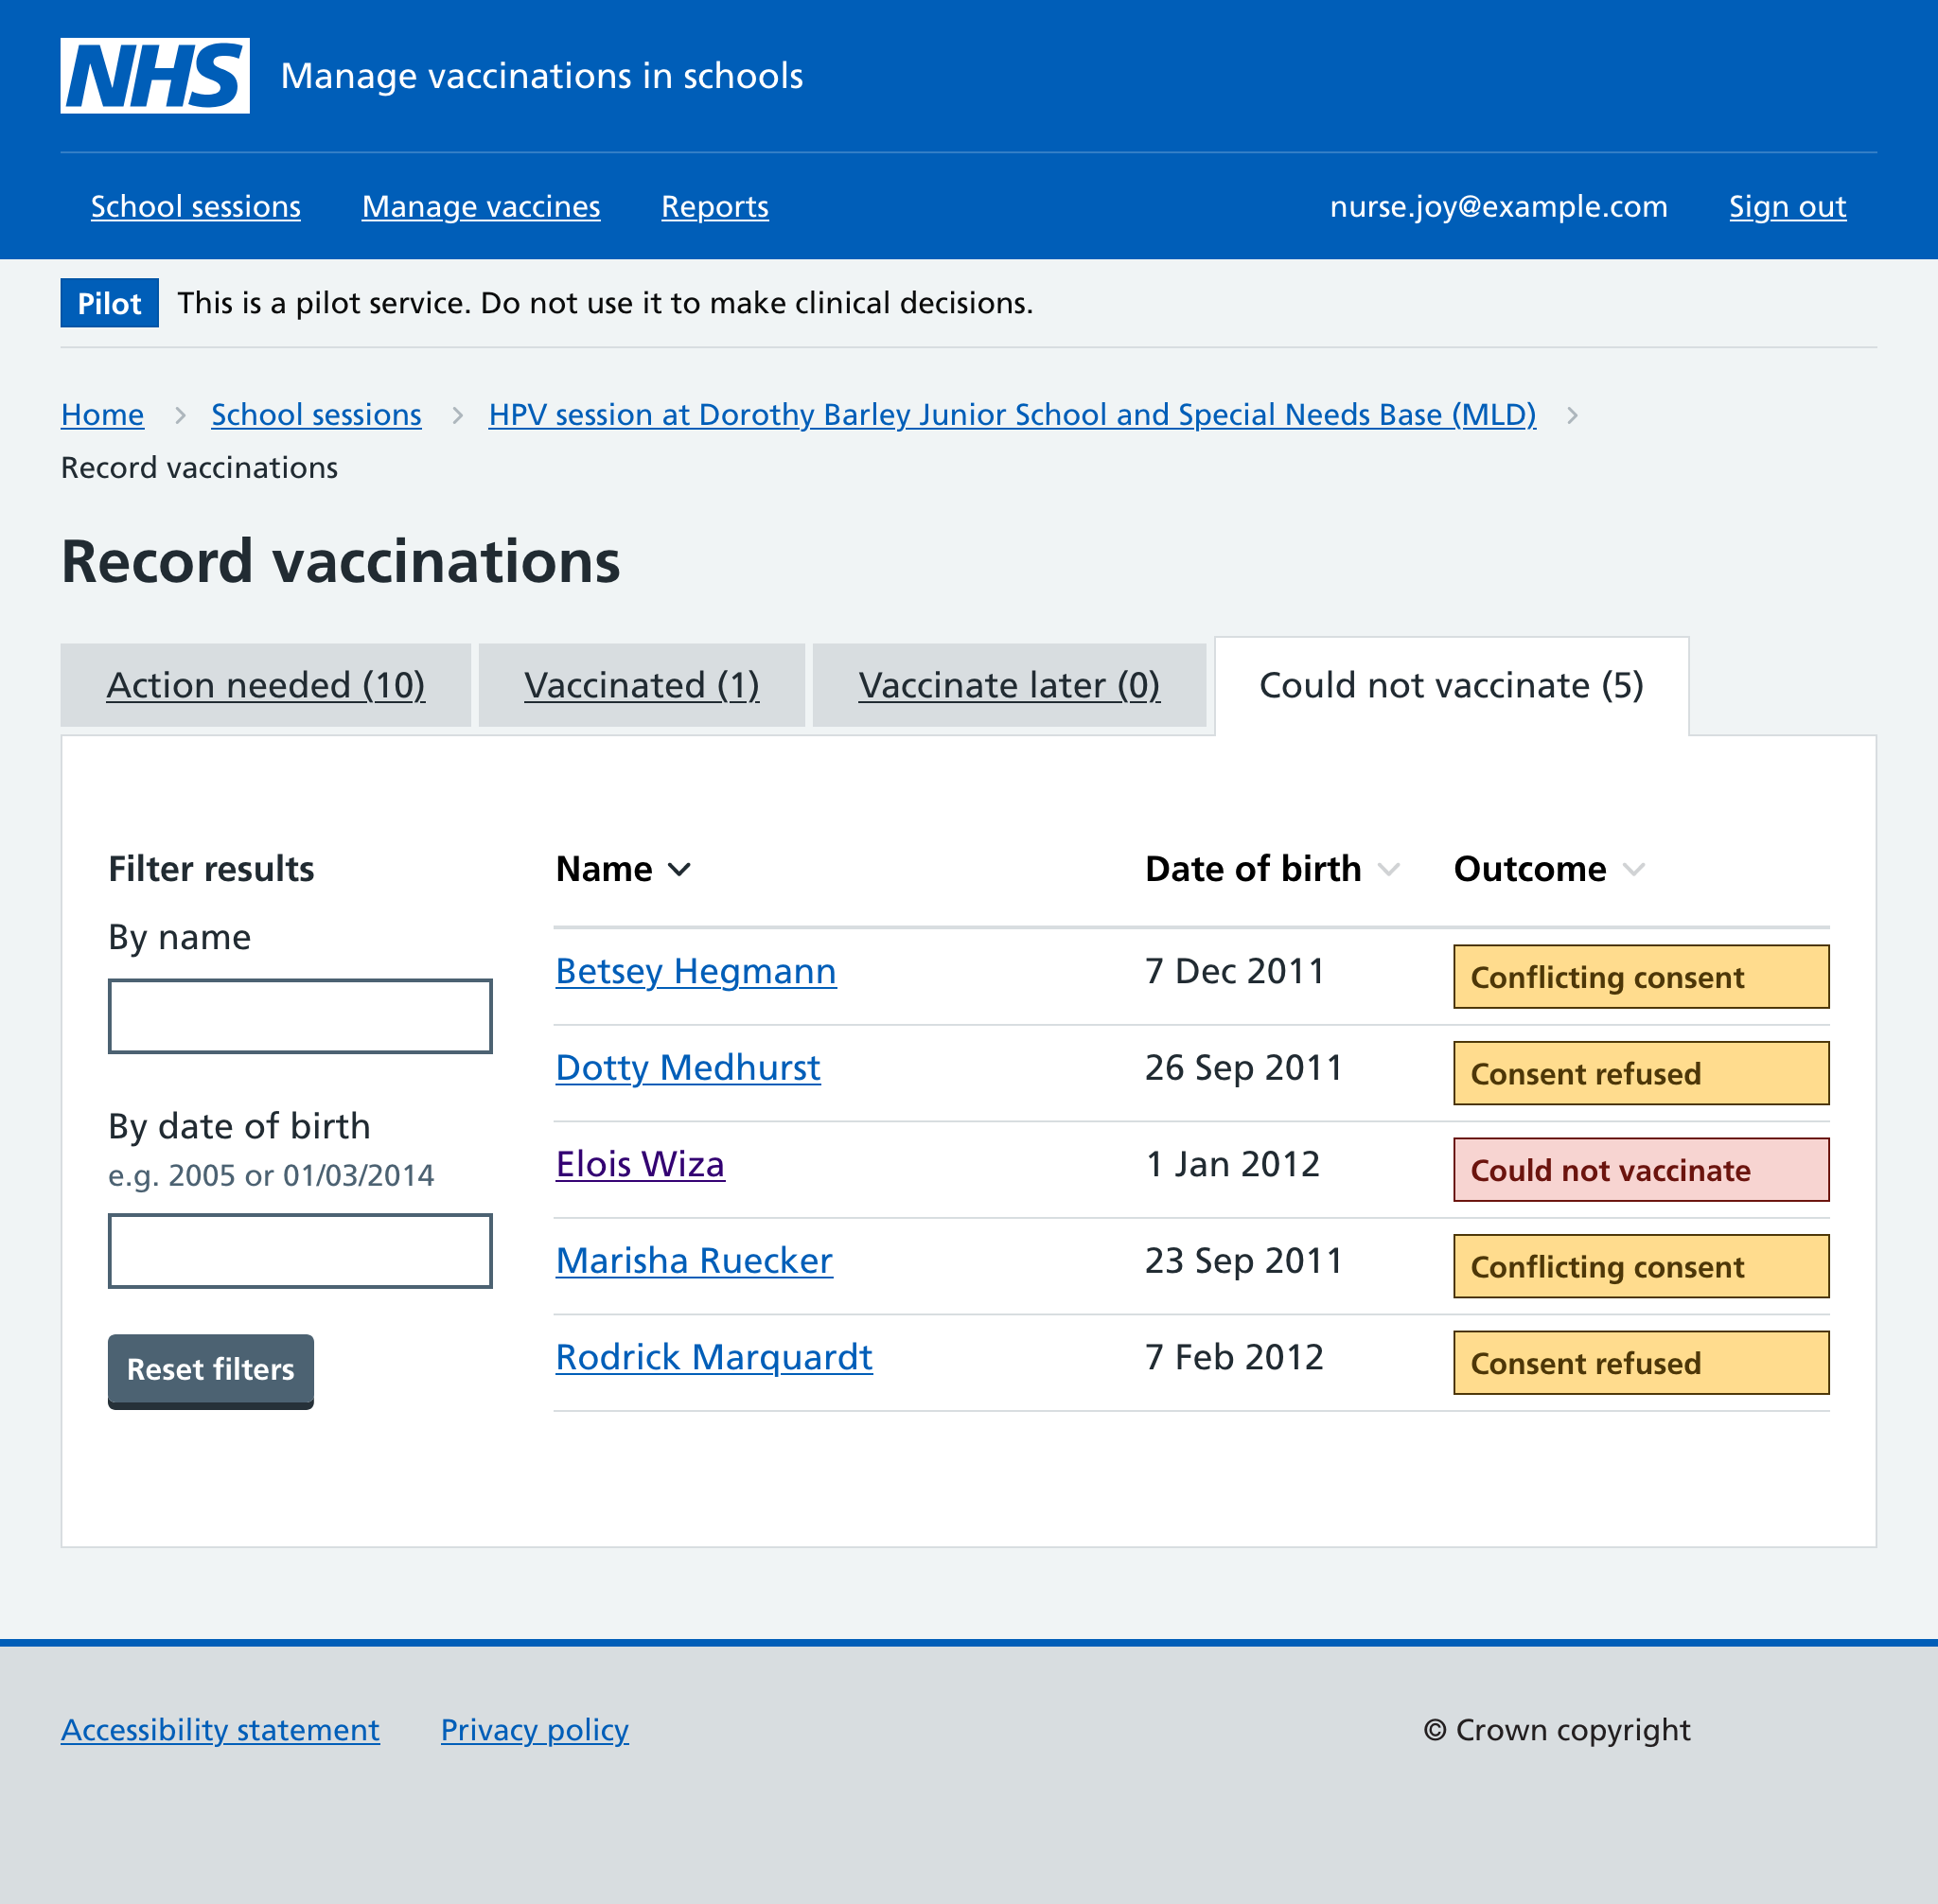 NHS Manage vaccinations in schools
School sessions Manage vaccines Reports nurse.joy@example.com Sign out
Pilot This is a pilot service. Do not use it to make clinical decisions.
Home School sessions HPV session at Dorothy Barley Junior School and Special Needs Base (MLD)
Record vaccinations
Record vaccinations
Action needed (10) Vaccinated (1) Vaccinate later (0) Could not vaccinate (5)
Filter results
By name
By date of birth
e.g. 2005 or 01/03/2014
Reset filters
Name Date of birth Outcome
Betsey Hegmann 7 Dec 2011 Conflicting consent
Dotty Medhurst 26 Sep 2011 Consent refused
Elois Wiza 1 Jan 2012 Could not vaccinate
Marisha Ruecker 23 Sep 2011 Conflicting consent
Rodrick Marquardt 7 Feb 2012 Consent refused
Accessibility statement Privacy policy © Crown copyright